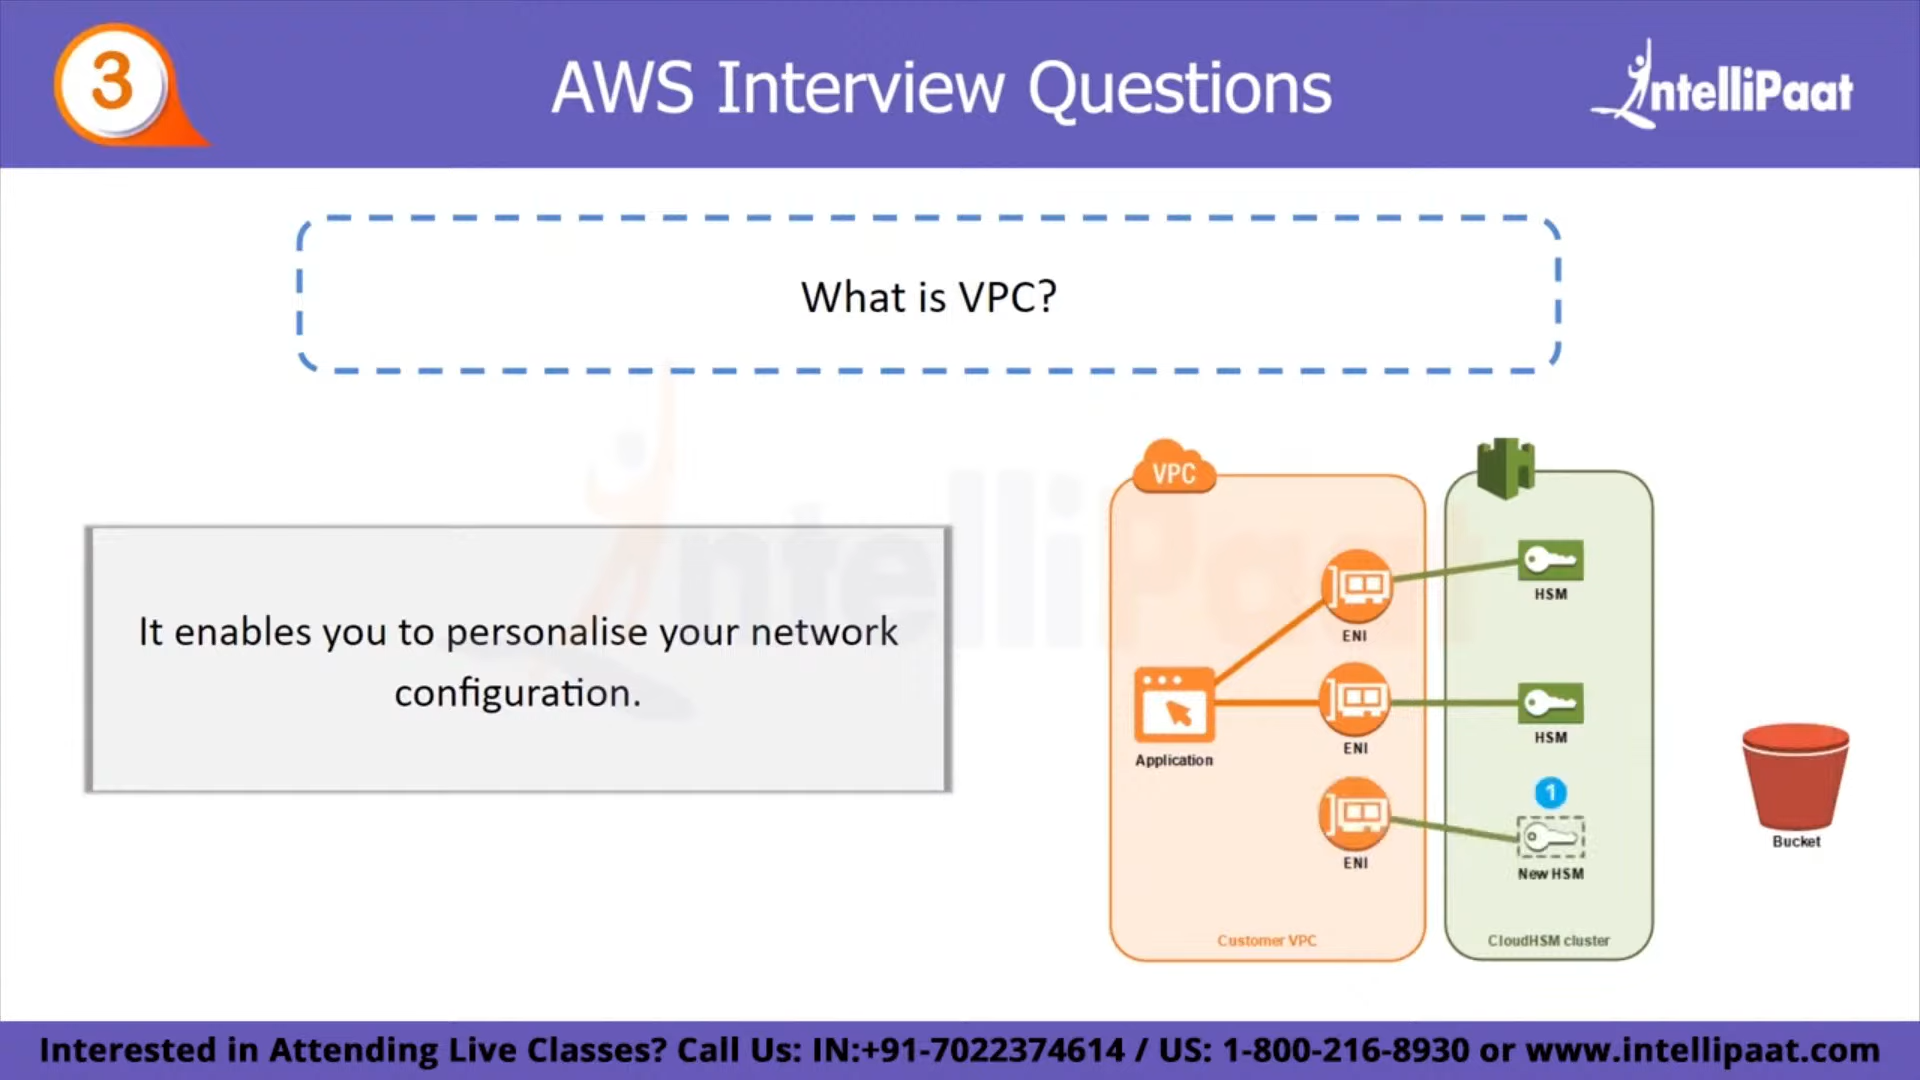 3
AWS Interview Questions
IntelliPaat
What is VPC?
It enables you to personalise your network
configuration.
IntelliPaat
VPC
HSM
ENI
HSM
ENI
Application
1
ENI
New HSM
Bucket
Customer VPC
CloudHSM cluster
Interested in Attending Live Classes? Call Us: IN:+91-7022374614 / US: 1-800-216-8930 or www.intellipaat.com